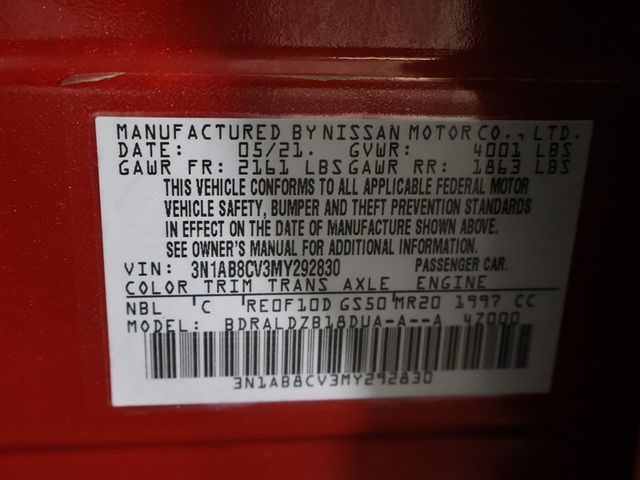 MANUFACTURED BY NISSAN MOTOR CO., LTD.
DATE: 05/21. GVWR: 4001 LBS
GAWR FR: 2161 LBS GAWR RR: 1863 LBS
THIS VEHICLE CONFORMS TO ALL APPLICABLE FEDERAL MOTOR
VEHICLE SAFETY, BUMPER AND THEFT PREVENTION STANDARDS
IN EFFECT ON THE DATE OF MANUFACTURE SHOWN ABOVE.
SEE OWNER'S MANUAL FOR ADDITIONAL INFORMATION.
VIN: 3N1AB8CV3MY292830 PASSENGER CAR.
COLOR TRIM TRANS AXLE ENGINE
NBL C RE0F10D GS50 MR20 1997 CC
MODEL: BDRALDZB18DUA-A--A 4Z000
3N1AB8CV3MY292830